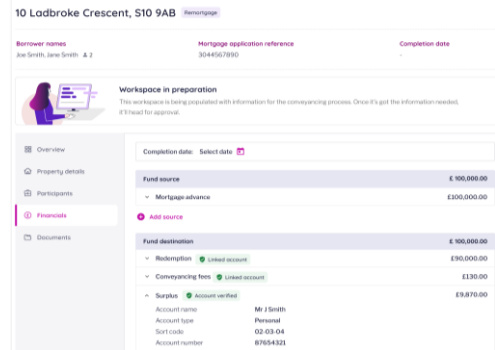 10 Ladbroke Crescent, S10 9AB Remortgage
Borrower names Mortgage application reference Completion date
Joe Smith, Jane Smith 2 3044567890 -
Workspace in preparation
This workspace is being populated with information for the conveyancing process. Once it's got the information needed,
it'll head for approval.
Overview
Property details
Participants
Financials
Documents
Completion date: Select date
Fund source £ 100,000.00
Mortgage advance £100,000.00
Add source
Fund destination £ 100,000.00
Redemption Linked account £90,000.00
Conveyancing fees Linked account £130.00
Surplus Account verified £9,870.00
Account name Mr J Smith
Account type Personal
Sort code 02-03-04
Account number 87654321